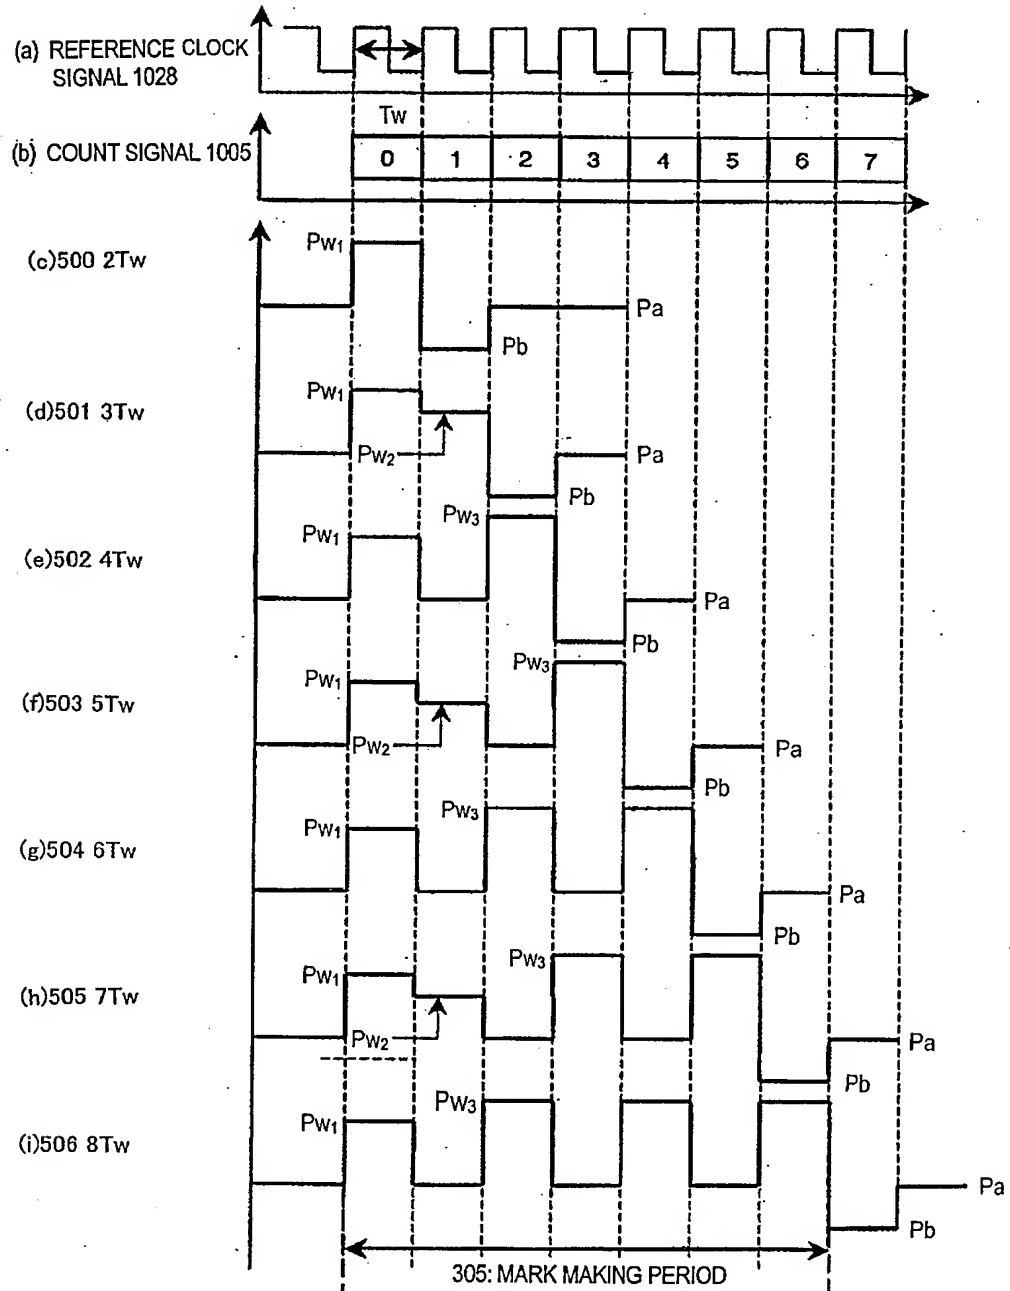 (a) REFERENCE CLOCK
SIGNAL 1028
Tw
(b) COUNT SIGNAL 1005
0 1 2 3 4 5 6 7
(c)500 2Tw
Pw1
Pa
Pb
(d)501 3Tw
Pw1
Pw2
Pa
Pb
(e)502 4Tw
Pw1
Pw3
Pa
Pb
(f)503 5Tw
Pw1
Pw2
Pw3
Pa
Pb
(g)504 6Tw
Pw1
Pw3
Pa
Pb
(h)505 7Tw
Pw1
Pw2
Pw3
Pa
Pb
(i)506 8Tw
Pw1
Pw3
Pa
Pb
305: MARK MAKING PERIOD